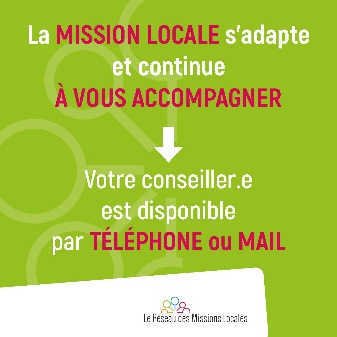 La MISSION LOCALE s'adapte
et continue
À VOUS ACCOMPAGNER
Votre conseiller.e
est disponible
par TÉLÉPHONE ou MAIL
Le Réseau des Missions Locales